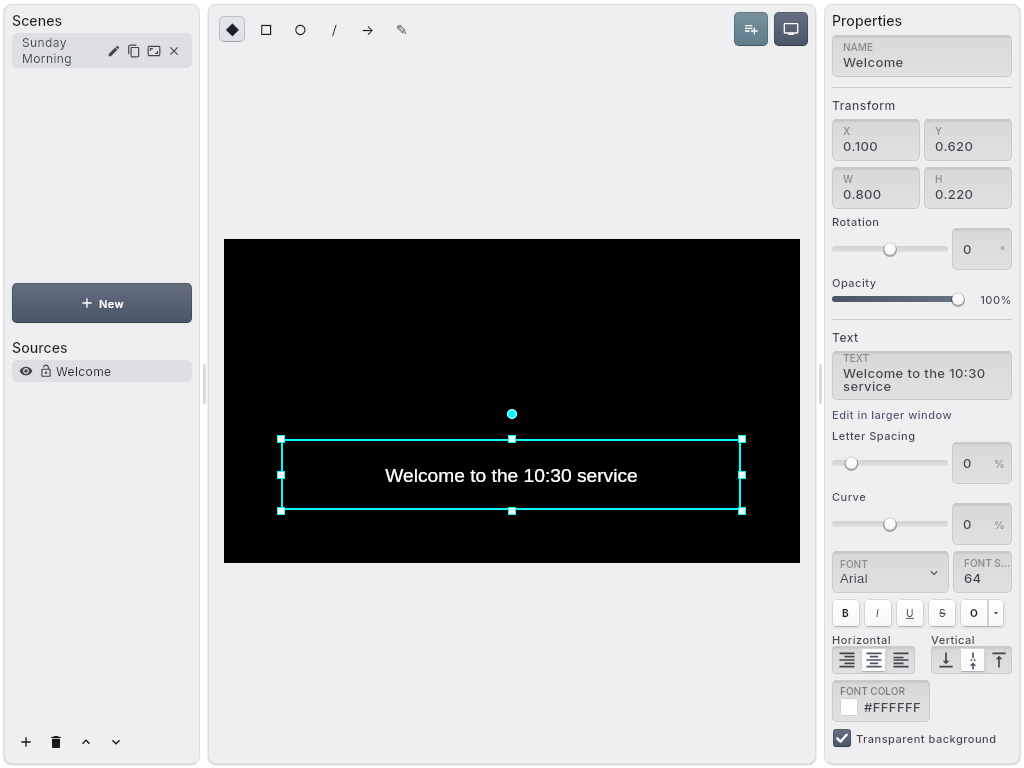 Scenes
Sunday
Morning
New
Sources
Welcome
Welcome to the 10:30 service
Properties
NAME
Welcome
Transform
X
0.100
Y
0.620
W
0.800
H
0.220
Rotation
0 °
Opacity
100%
Text
TEXT
Welcome to the 10:30
service
Edit in larger window
Letter Spacing
0 %
Curve
0 %
FONT
Arial
FONT S...
64
B I U S O
Horizontal
Vertical
FONT COLOR
#FFFFFF
Transparent background